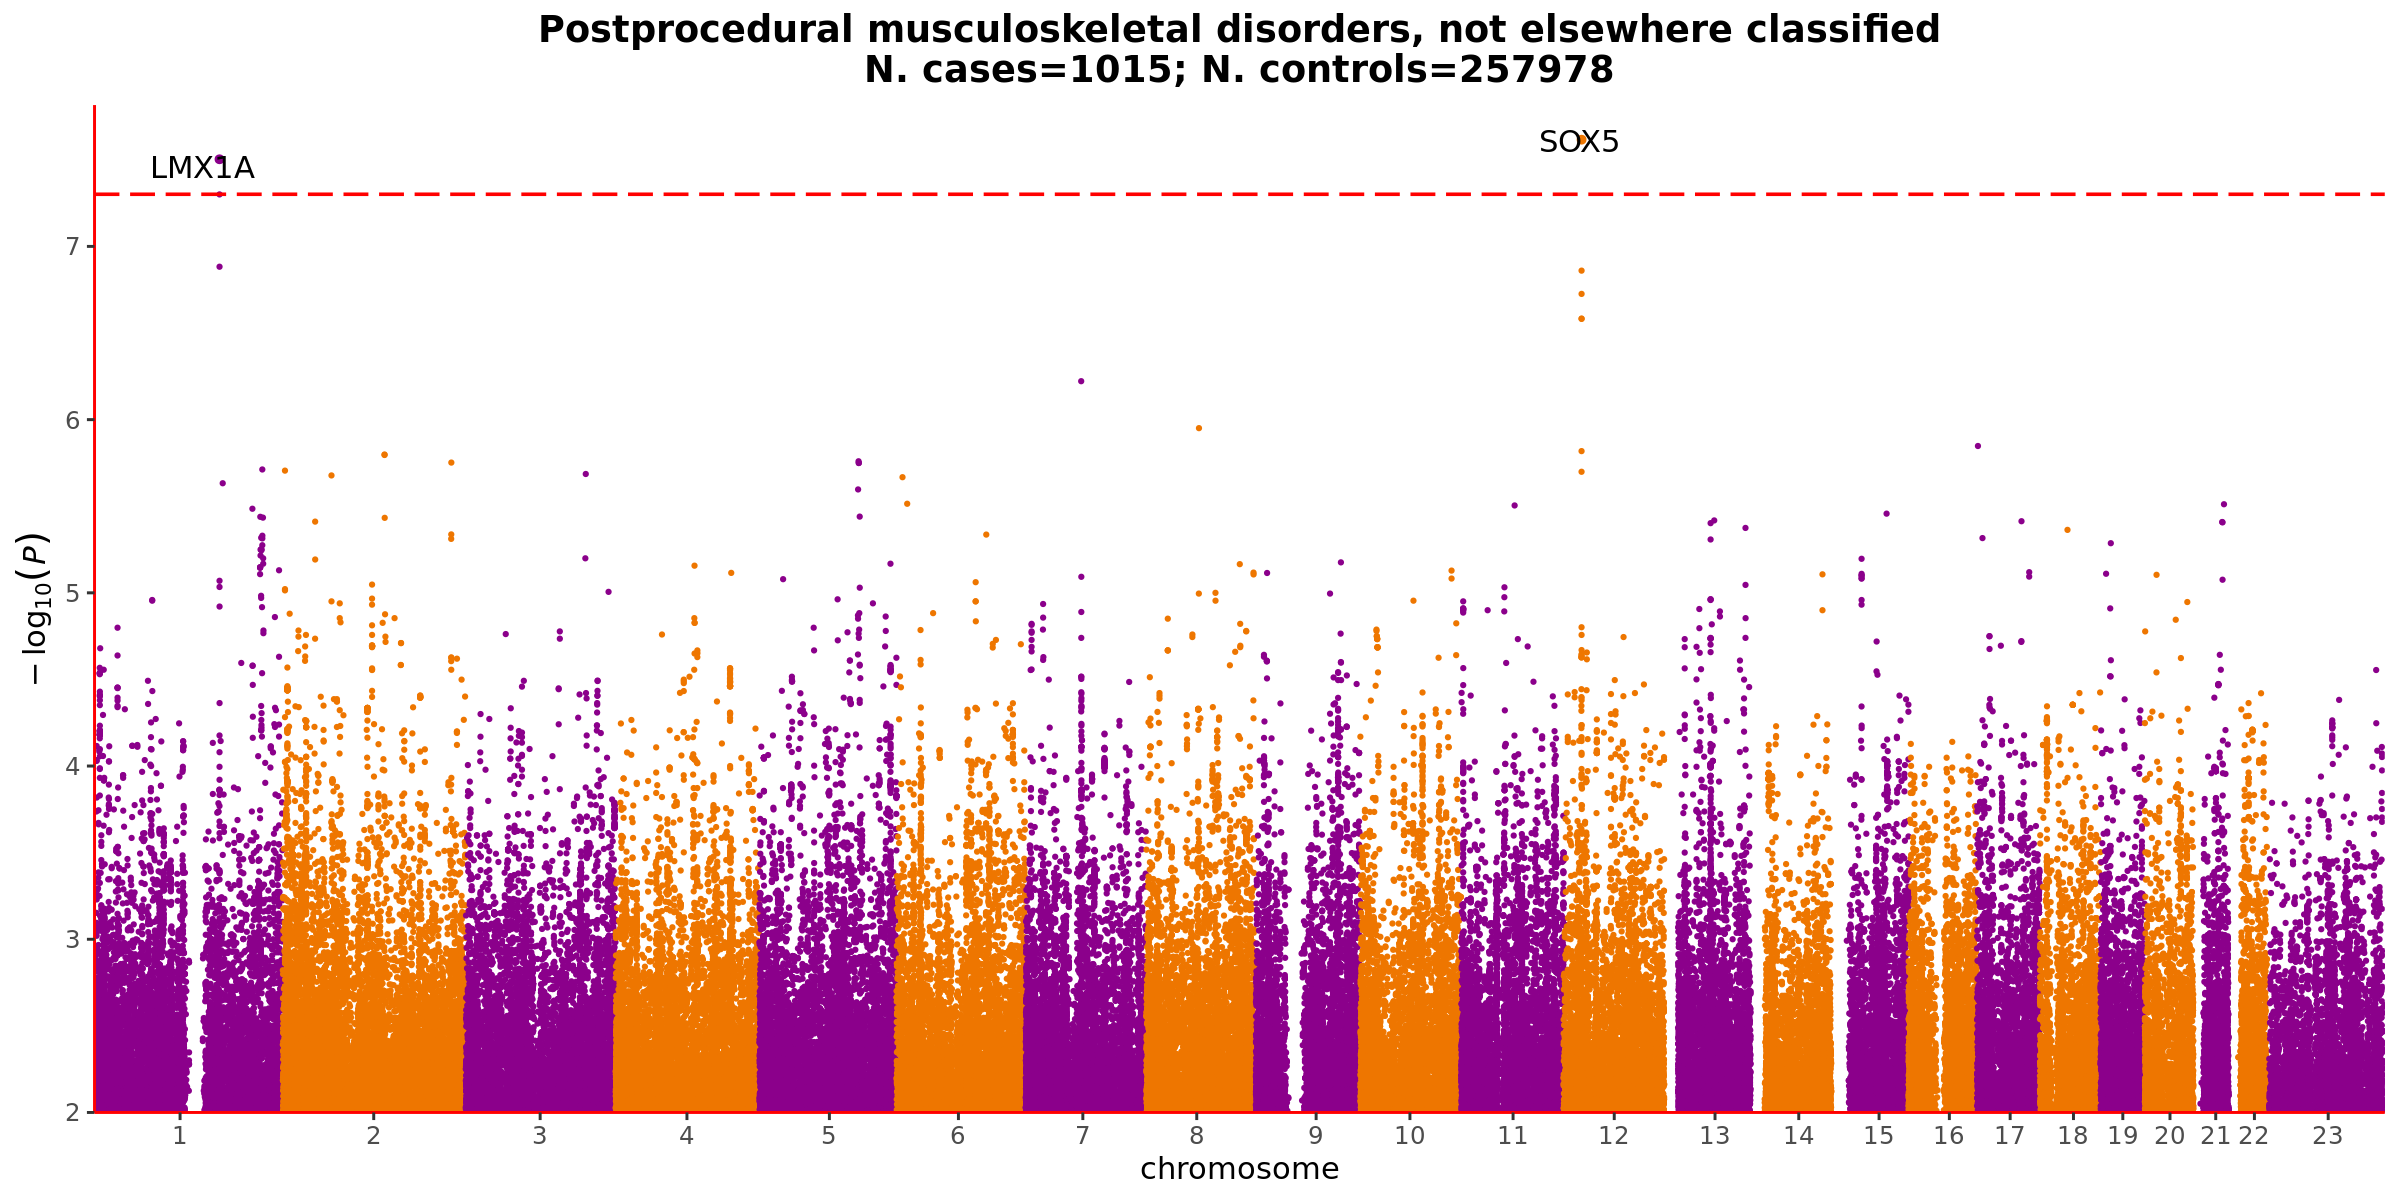 Postprocedural musculoskeletal disorders, not elsewhere classified
N. cases=1015; N. controls=257978
LMX1A
SOX5
7
6
5
4
3
2
−log10(P)
1 2 3 4 5 6 7 8 9 10 11 12 13 14 15 16 17 18 19 20 21 22 23
chromosome